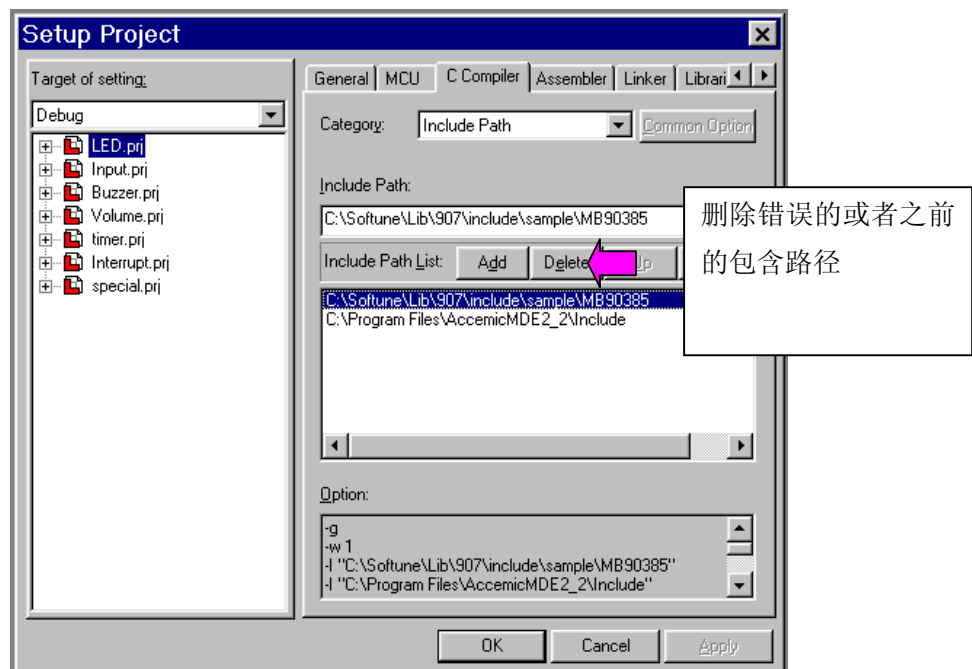 Setup Project
Target of setting:
Debug
LED.prj
Input.prj
Buzzer.prj
Volume.prj
timer.prj
Interrupt.prj
special.prj
General MCU C Compiler Assembler Linker Librari
Category: Include Path Common Option
Include Path:
C:\Softune\Lib\907\include\sample\MB90385
Include Path List: Add Delete Up
C:\Softune\Lib\907\include\sample\MB90385
C:\Program Files\AccemicMDE2_2\Include
Option:
-g
-w 1
-I "C:\Softune\Lib\907\include\sample\MB90385"
-I "C:\Program Files\AccemicMDE2_2\Include"
OK Cancel Apply
删除错误的或者之前
的包含路径